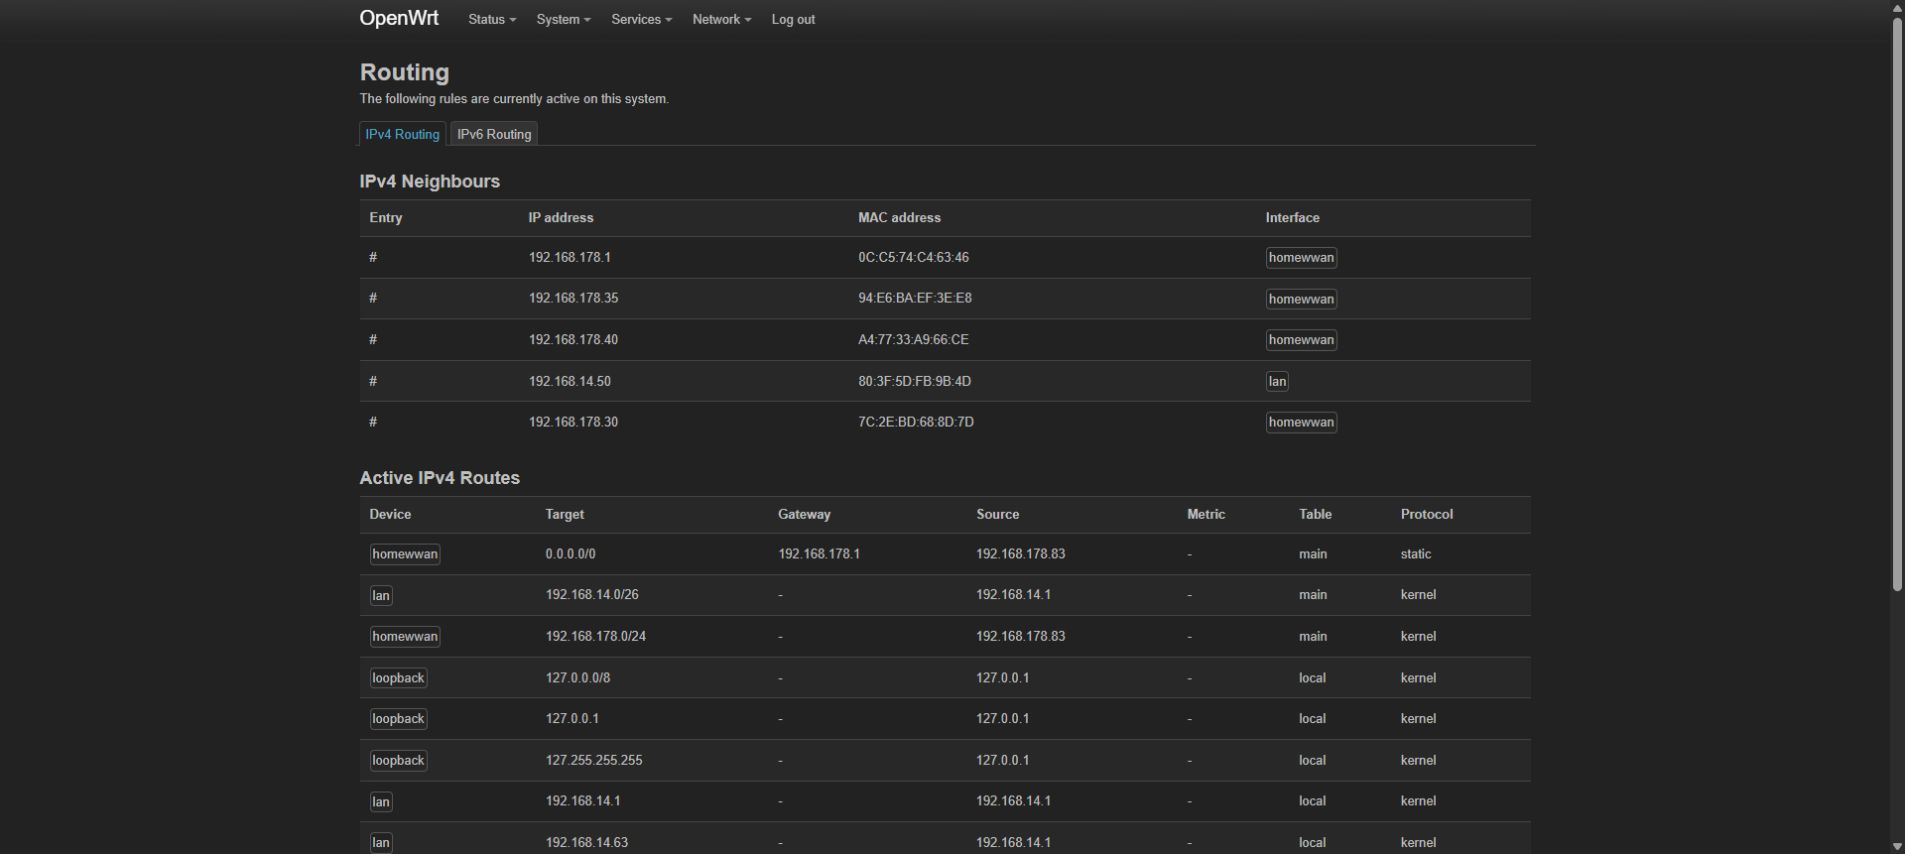 OpenWrt Status System Services Network Log out
Routing
The following rules are currently active on this system.
IPv4 Routing IPv6 Routing
IPv4 Neighbours
Entry IP address MAC address Interface
# 192.168.178.1 0C:C5:74:C4:63:46 homewwan
# 192.168.178.35 94:E6:BA:EF:3E:E8 homewwan
# 192.168.178.40 A4:77:33:A9:66:CE homewwan
# 192.168.14.50 80:3F:5D:FB:9B:4D lan
# 192.168.178.30 7C:2E:BD:68:8D:7D homewwan
Active IPv4 Routes
Device Target Gateway Source Metric Table Protocol
homewwan 0.0.0.0/0 192.168.178.1 192.168.178.83 - main static
lan 192.168.14.0/26 - 192.168.14.1 - main kernel
homewwan 192.168.178.0/24 - 192.168.178.83 - main kernel
loopback 127.0.0.0/8 - 127.0.0.1 - local kernel
loopback 127.0.0.1 - 127.0.0.1 - local kernel
loopback 127.255.255.255 - 127.0.0.1 - local kernel
lan 192.168.14.1 - 192.168.14.1 - local kernel
lan 192.168.14.63 - 192.168.14.1 - local kernel